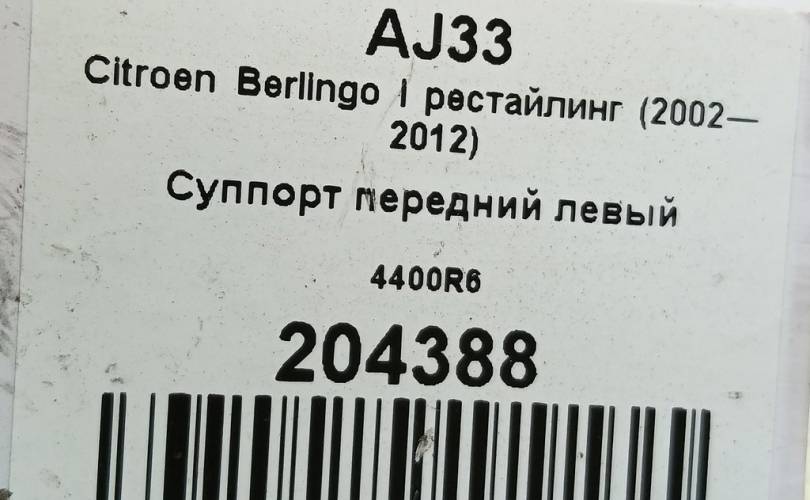 AJ33
Citroen Berlingo I рестайлинг (2002—
2012)
Суппорт передний левый
4400R6
204388